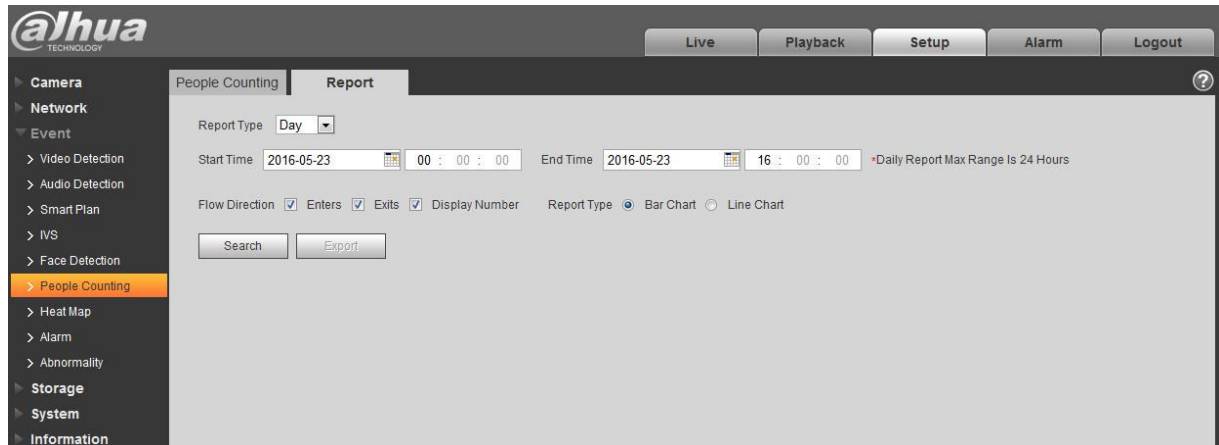 alhua
TECHNOLOGY
Live Playback Setup Alarm Logout
Camera
Network
Event
Video Detection
Audio Detection
Smart Plan
IVS
Face Detection
People Counting
Heat Map
Alarm
Abnormality
Storage
System
Information
People Counting Report ?
Report Type Day
Start Time 2016-05-23 00 : 00 : 00 End Time 2016-05-23 16 : 00 : 00 *Daily Report Max Range Is 24 Hours
Flow Direction Enters Exits Display Number Report Type Bar Chart Line Chart
Search Export